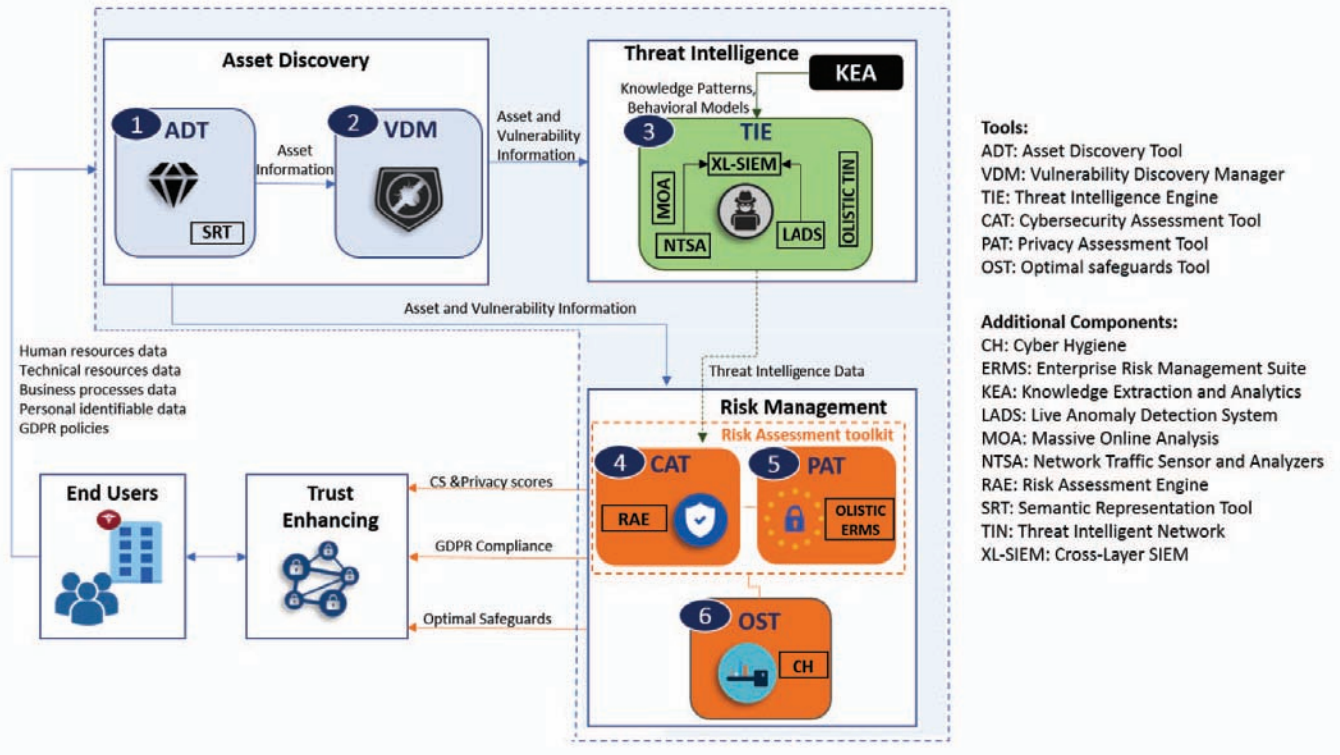 Asset Discovery
1 ADT
SRT
Asset
Information
2 VDM
Asset and
Vulnerability
Information
Threat Intelligence
KEA
Knowledge Patterns,
Behavioral Models
3 TIE
XL-SIEM
MOA
NTSA
LADS
OLISTIC TIN
Asset and Vulnerability Information
Threat Intelligence Data
Human resources data
Technical resources data
Business processes data
Personal identifiable data
GDPR policies
End Users
Trust
Enhancing
CS &Privacy scores
GDPR Compliance
Optimal Safeguards
Risk Management
Risk Assessment toolkit
4 CAT
RAE
5 PAT
OLISTIC
ERMS
6 OST
CH
Tools:
ADT: Asset Discovery Tool
VDM: Vulnerability Discovery Manager
TIE: Threat Intelligence Engine
CAT: Cybersecurity Assessment Tool
PAT: Privacy Assessment Tool
OST: Optimal safeguards Tool
Additional Components:
CH: Cyber Hygiene
ERMS: Enterprise Risk Management Suite
KEA: Knowledge Extraction and Analytics
LADS: Live Anomaly Detection System
MOA: Massive Online Analysis
NTSA: Network Traffic Sensor and Analyzers
RAE: Risk Assessment Engine
SRT: Semantic Representation Tool
TIN: Threat Intelligent Network
XL-SIEM: Cross-Layer SIEM